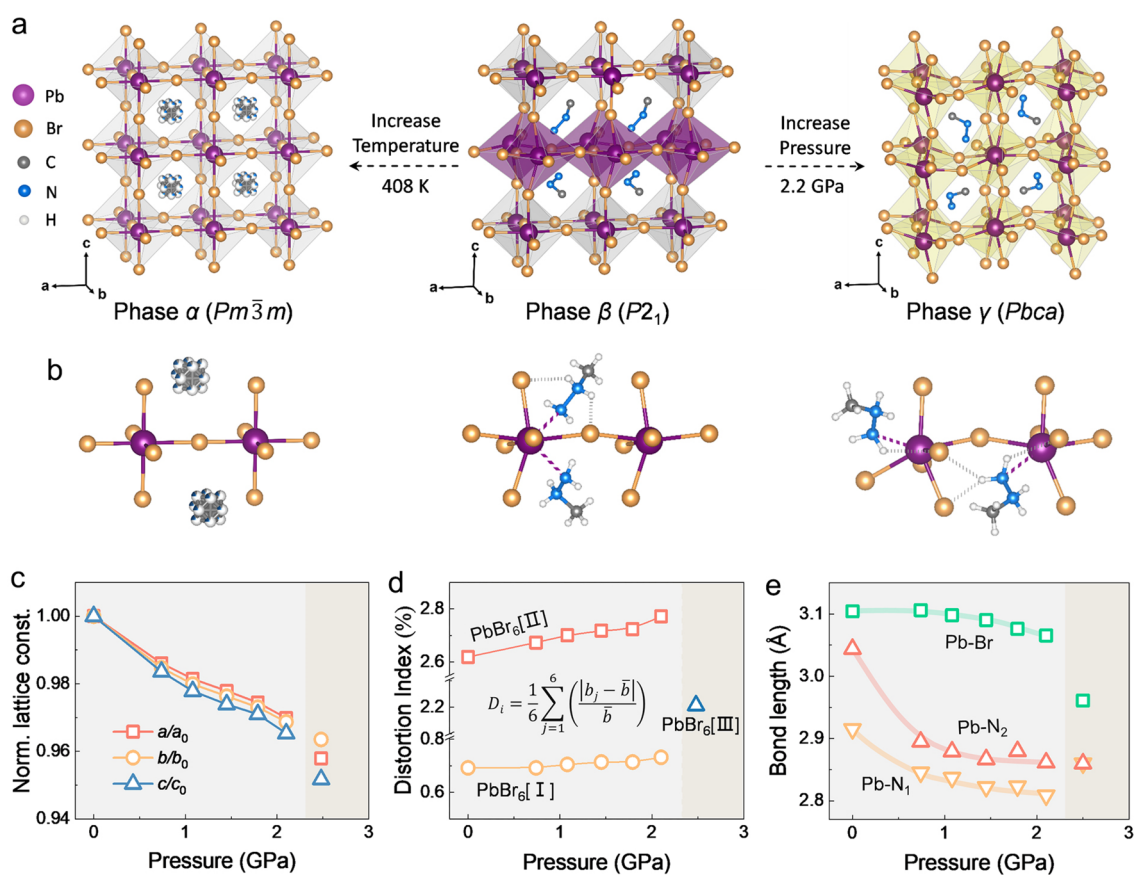 a
Pb
Br
C
N
H
Increase
Temperature
408 K
Increase
Pressure
2.2 GPa
c
a
b
c
a
b
c
a
b
Phase α (Pm3̅m)
Phase β (P2₁)
Phase γ (Pbca)
b
c
Norm. lattice const.
1.00
0.98
0.96
0.94
a/a₀
b/b₀
c/c₀
0
1
2
3
Pressure (GPa)
d
Distortion Index (%)
2.8
2.6
2.2
0.8
0.6
PbBr₆[II]
D_i = 1/6 ∑_{j=1}^{6} (|b_j − b̄| / b̄)
PbBr₆[III]
PbBr₆[I]
0
1
2
3
Pressure (GPa)
e
Bond length (Å)
3.1
3.0
2.9
2.8
Pb-Br
Pb-N₂
Pb-N₁
0
1
2
3
Pressure (GPa)